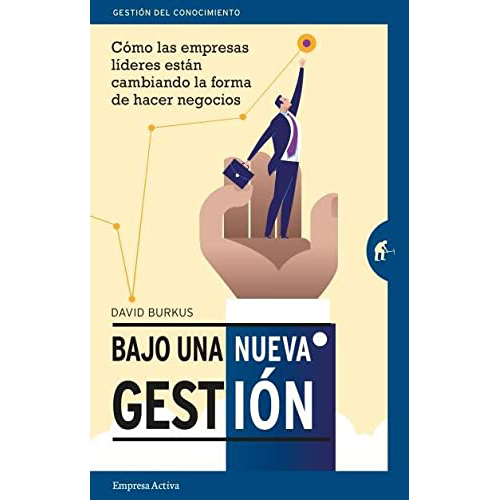 GESTIÓN DEL CONOCIMIENTO
Cómo las empresas
líderes están
cambiando la forma
de hacer negocios
DAVID BURKUS
BAJO UNA NUEVA
GESTIÓN
Empresa Activa